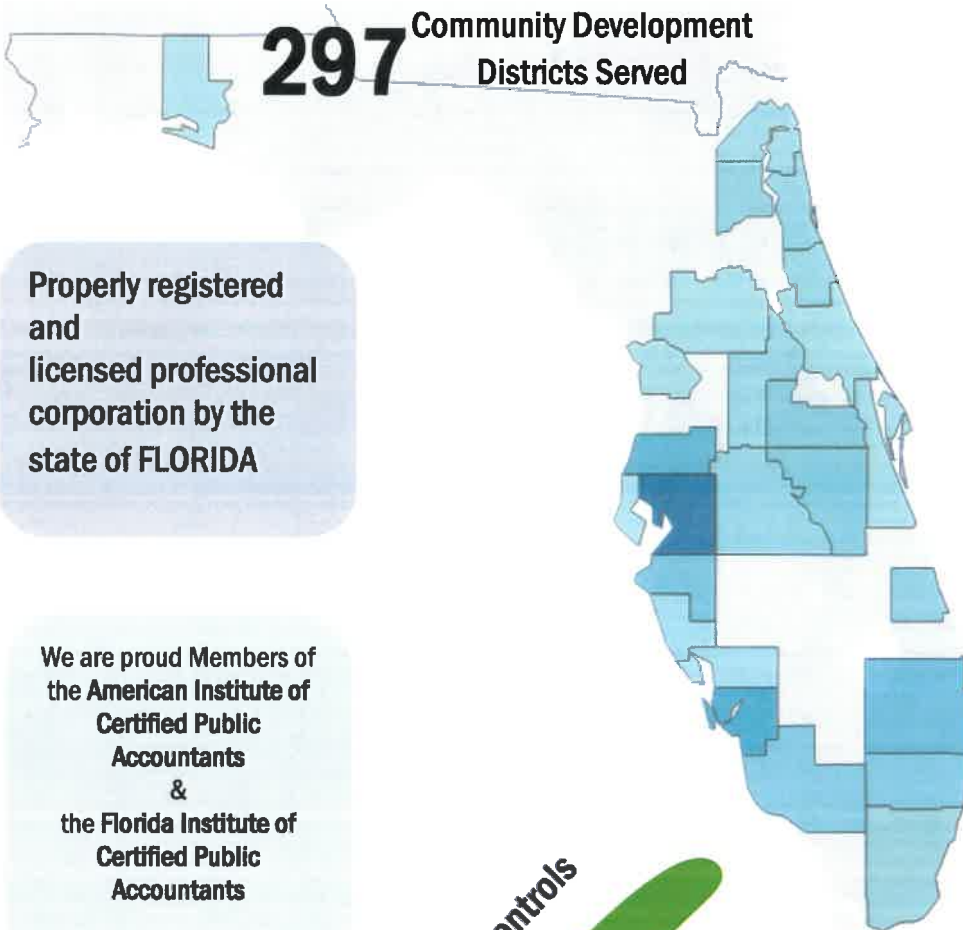 297 Community Development
Districts Served
Properly registered
and
licensed professional
corporation by the
state of FLORIDA
We are proud Members of
the American Institute of
Certified Public
Accountants
&
the Florida Institute of
Certified Public
Accountants